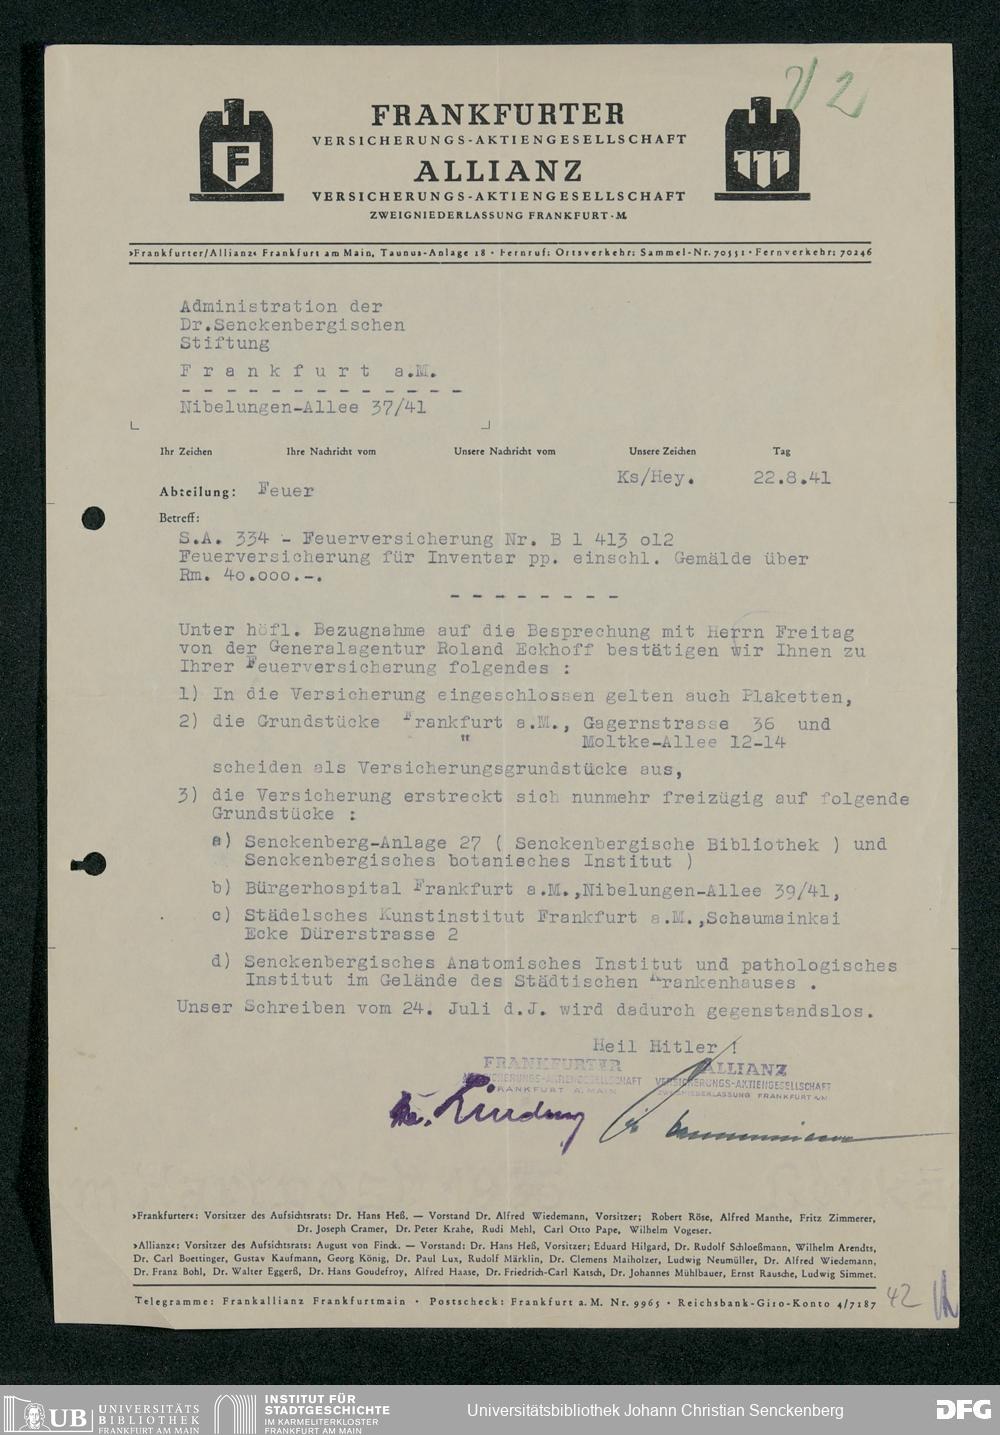 72
FRANKFURTER
VERSICHERUNGS-AKTIENGESELLSCHAFT
ALLIANZ
VERSICHERUNGS-AKTIENGESELLSCHAFT
ZWEIGNIEDERLASSUNG FRANKFURT-M.
F
»Frankfurter/Allianz« Frankfurt am Main, Taunus-Anlage 18 · Fernruf: Ortsverkehr: Sammel-Nr. 70551 · Fernverkehr: 70246
Administration der
Dr.Senckenbergischen
Stiftung
F r a n k f u r t a.M.
- - - - - - - - - - - - -
Nibelungen-Allee 37/41
Ihr Zeichen Ihre Nachricht vom Unsere Nachricht vom Unsere Zeichen Tag
Ks/Hey. 22.8.41
Abteilung: Feuer
Betreff:
S.A. 334 - Feuerversicherung Nr. B 1 413 o12
Feuerversicherung für Inventar pp. einschl. Gemälde über
Rm. 4o.ooo.-.
- - - - - - - -
Unter höfl. Bezugnahme auf die Besprechung mit Herrn Freitag
von der Generalagentur Roland Eckhoff bestätigen wir Ihnen zu
Ihrer Feuerversicherung folgendes :
1) In die Versicherung eingeschlossen gelten auch Plaketten,
2) die Grundstücke Frankfurt a.M., Gagernstrasse 36 und
" Moltke-Allee 12-14
scheiden als Versicherungsgrundstücke aus,
3) die Versicherung erstreckt sich nunmehr freizügig auf folgende
Grundstücke :
a) Senckenberg-Anlage 27 ( Senckenbergische Bibliothek ) und
Senckenbergisches botanisches Institut )
b) Bürgerhospital Frankfurt a.M.,Nibelungen-Allee 39/41,
c) Städelsches Kunstinstitut Frankfurt a.M.,Schaumainkai
Ecke Dürerstrasse 2
d) Senckenbergisches Anatomisches Institut und pathologisches
Institut im Gelände des Städtischen Krankenhauses .
Unser Schreiben vom 24. Juli d.J. wird dadurch gegenstandslos.
Heil Hitler !
FRANKFURTER ALLIANZ
VERSICHERUNGS-AKTIENGESELLSCHAFT VERSICHERUNGS-AKTIENGESELLSCHAFT
FRANKFURT A. MAIN ZWEIGNIEDERLASSUNG FRANKFURT A/M
»Frankfurter«: Vorsitzer des Aufsichtsrats: Dr. Hans Heß. — Vorstand Dr. Alfred Wiedemann, Vorsitzer; Robert Röse, Alfred Manthe, Fritz Zimmerer,
Dr. Joseph Cramer, Dr. Peter Krahe, Rudi Mehl, Carl Otto Pape, Wilhelm Vogeser.
»Allianz«: Vorsitzer des Aufsichtsrats: August von Finck. — Vorstand: Dr. Hans Heß, Vorsitzer; Eduard Hilgard, Dr. Rudolf Schloeßmann, Wilhelm Arendts,
Dr. Carl Boettinger, Gustav Kaufmann, Georg König, Dr. Paul Lux, Rudolf Märklin, Dr. Clemens Maiholzer, Ludwig Neumüller, Dr. Alfred Wiedemann,
Dr. Franz Bohl, Dr. Walter Eggerß, Dr. Hans Goudefroy, Alfred Haase, Dr. Friedrich-Carl Katsch, Dr. Johannes Mühlbauer, Ernst Rausche, Ludwig Simmet.
Telegramme: Frankallianz Frankfurtmain · Postscheck: Frankfurt a. M. Nr. 9965 · Reichsbank-Giro-Konto 4/7187
42
UB UNIVERSITÄTS
BIBLIOTHEK
FRANKFURT AM MAIN
INSTITUT FÜR
STADTGESCHICHTE
IM KARMELITERKLOSTER
FRANKFURT AM MAIN
Universitätsbibliothek Johann Christian Senckenberg
DFG